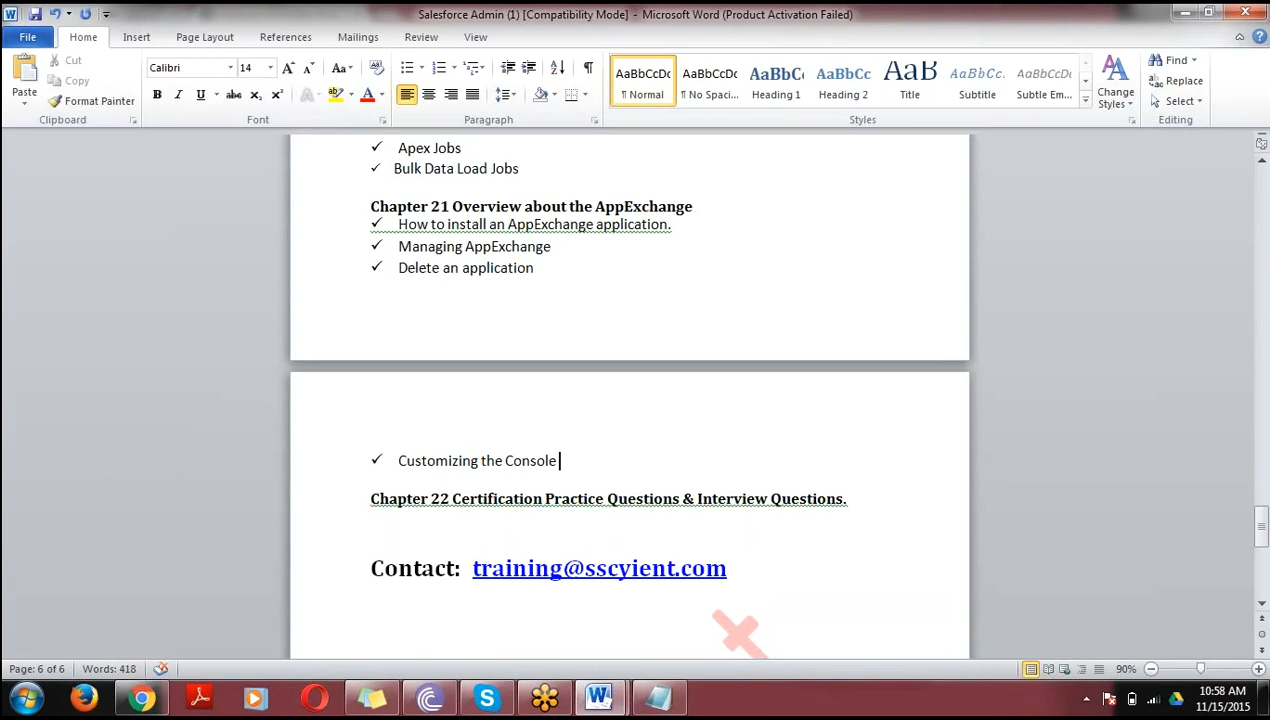 Salesforce Admin (1) [Compatibility Mode] - Microsoft Word (Product Activation Failed)
File Home Insert Page Layout References Mailings Review View
Cut
Copy
Format Painter
Paste
Clipboard
Calibri 14
Font
Paragraph
AaBbCcDc AaBbCcDc AaBbCc AaBbCc AaB AaBbCc. AaBbCcDc
¶ Normal ¶ No Spaci... Heading 1 Heading 2 Title Subtitle Subtle Em...
Styles
Change Styles
Find
Replace
Select
Editing
✓ Apex Jobs
✓ Bulk Data Load Jobs
Chapter 21 Overview about the AppExchange
✓ How to install an AppExchange application.
✓ Managing AppExchange
✓ Delete an application
✓ Customizing the Console
Chapter 22 Certification Practice Questions & Interview Questions.
Contact: training@sscyient.com
Page: 6 of 6 Words: 418 90%
10:58 AM
11/15/2015